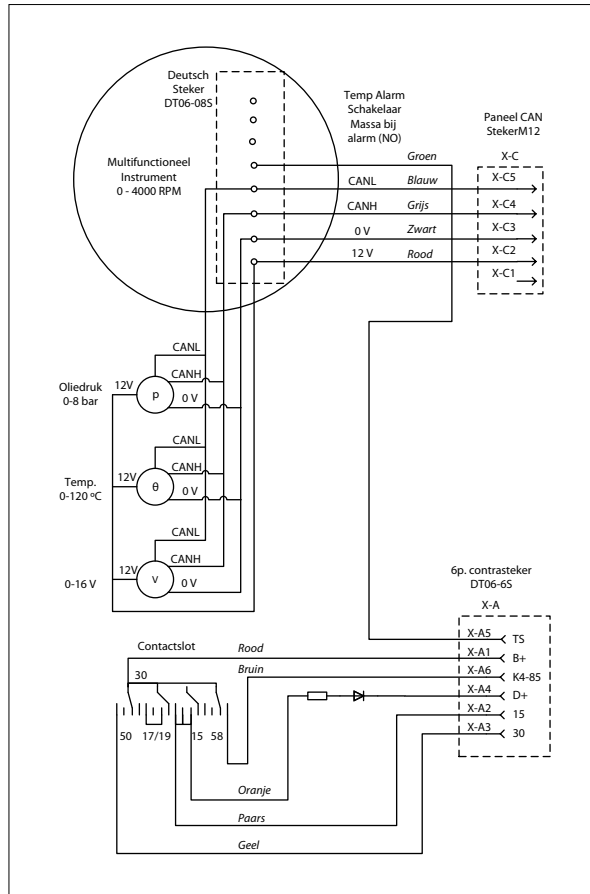 Deutsch
Steker
DT06-08S
Multifunctioneel
Instrument
0 - 4000 RPM
Temp Alarm
Schakelaar
Massa bij
alarm (NO)
Paneel CAN
StekerM12
X-C
Groen
CANL Blauw X-C5
CANH Grijs X-C4
0 V Zwart X-C3
12 V Rood X-C2
X-C1
CANL
CANH
Oliedruk
0-8 bar
12V
p
0 V
CANL
CANH
Temp.
0-120 ºC
12V
θ
0 V
CANL
CANH
0-16 V
12V
v
0 V
6p. contrasteker
DT06-6S
X-A
X-A5 TS
X-A1 B+
X-A6 K4-85
X-A4 D+
X-A2 15
X-A3 30
Contactslot
Rood
Bruin
30
50 17/19 15 58
Oranje
Paars
Geel